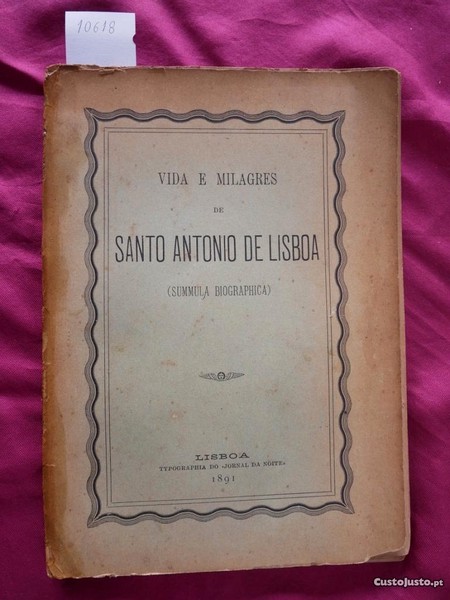 10618
VIDA E MILAGRES
DE
SANTO ANTONIO DE LISBOA
(SUMMULA BIOGRAPHICA)
LISBOA
TYPOGRAPHIA DO «JORNAL DA NOITE»
1891
CustoJusto.pt